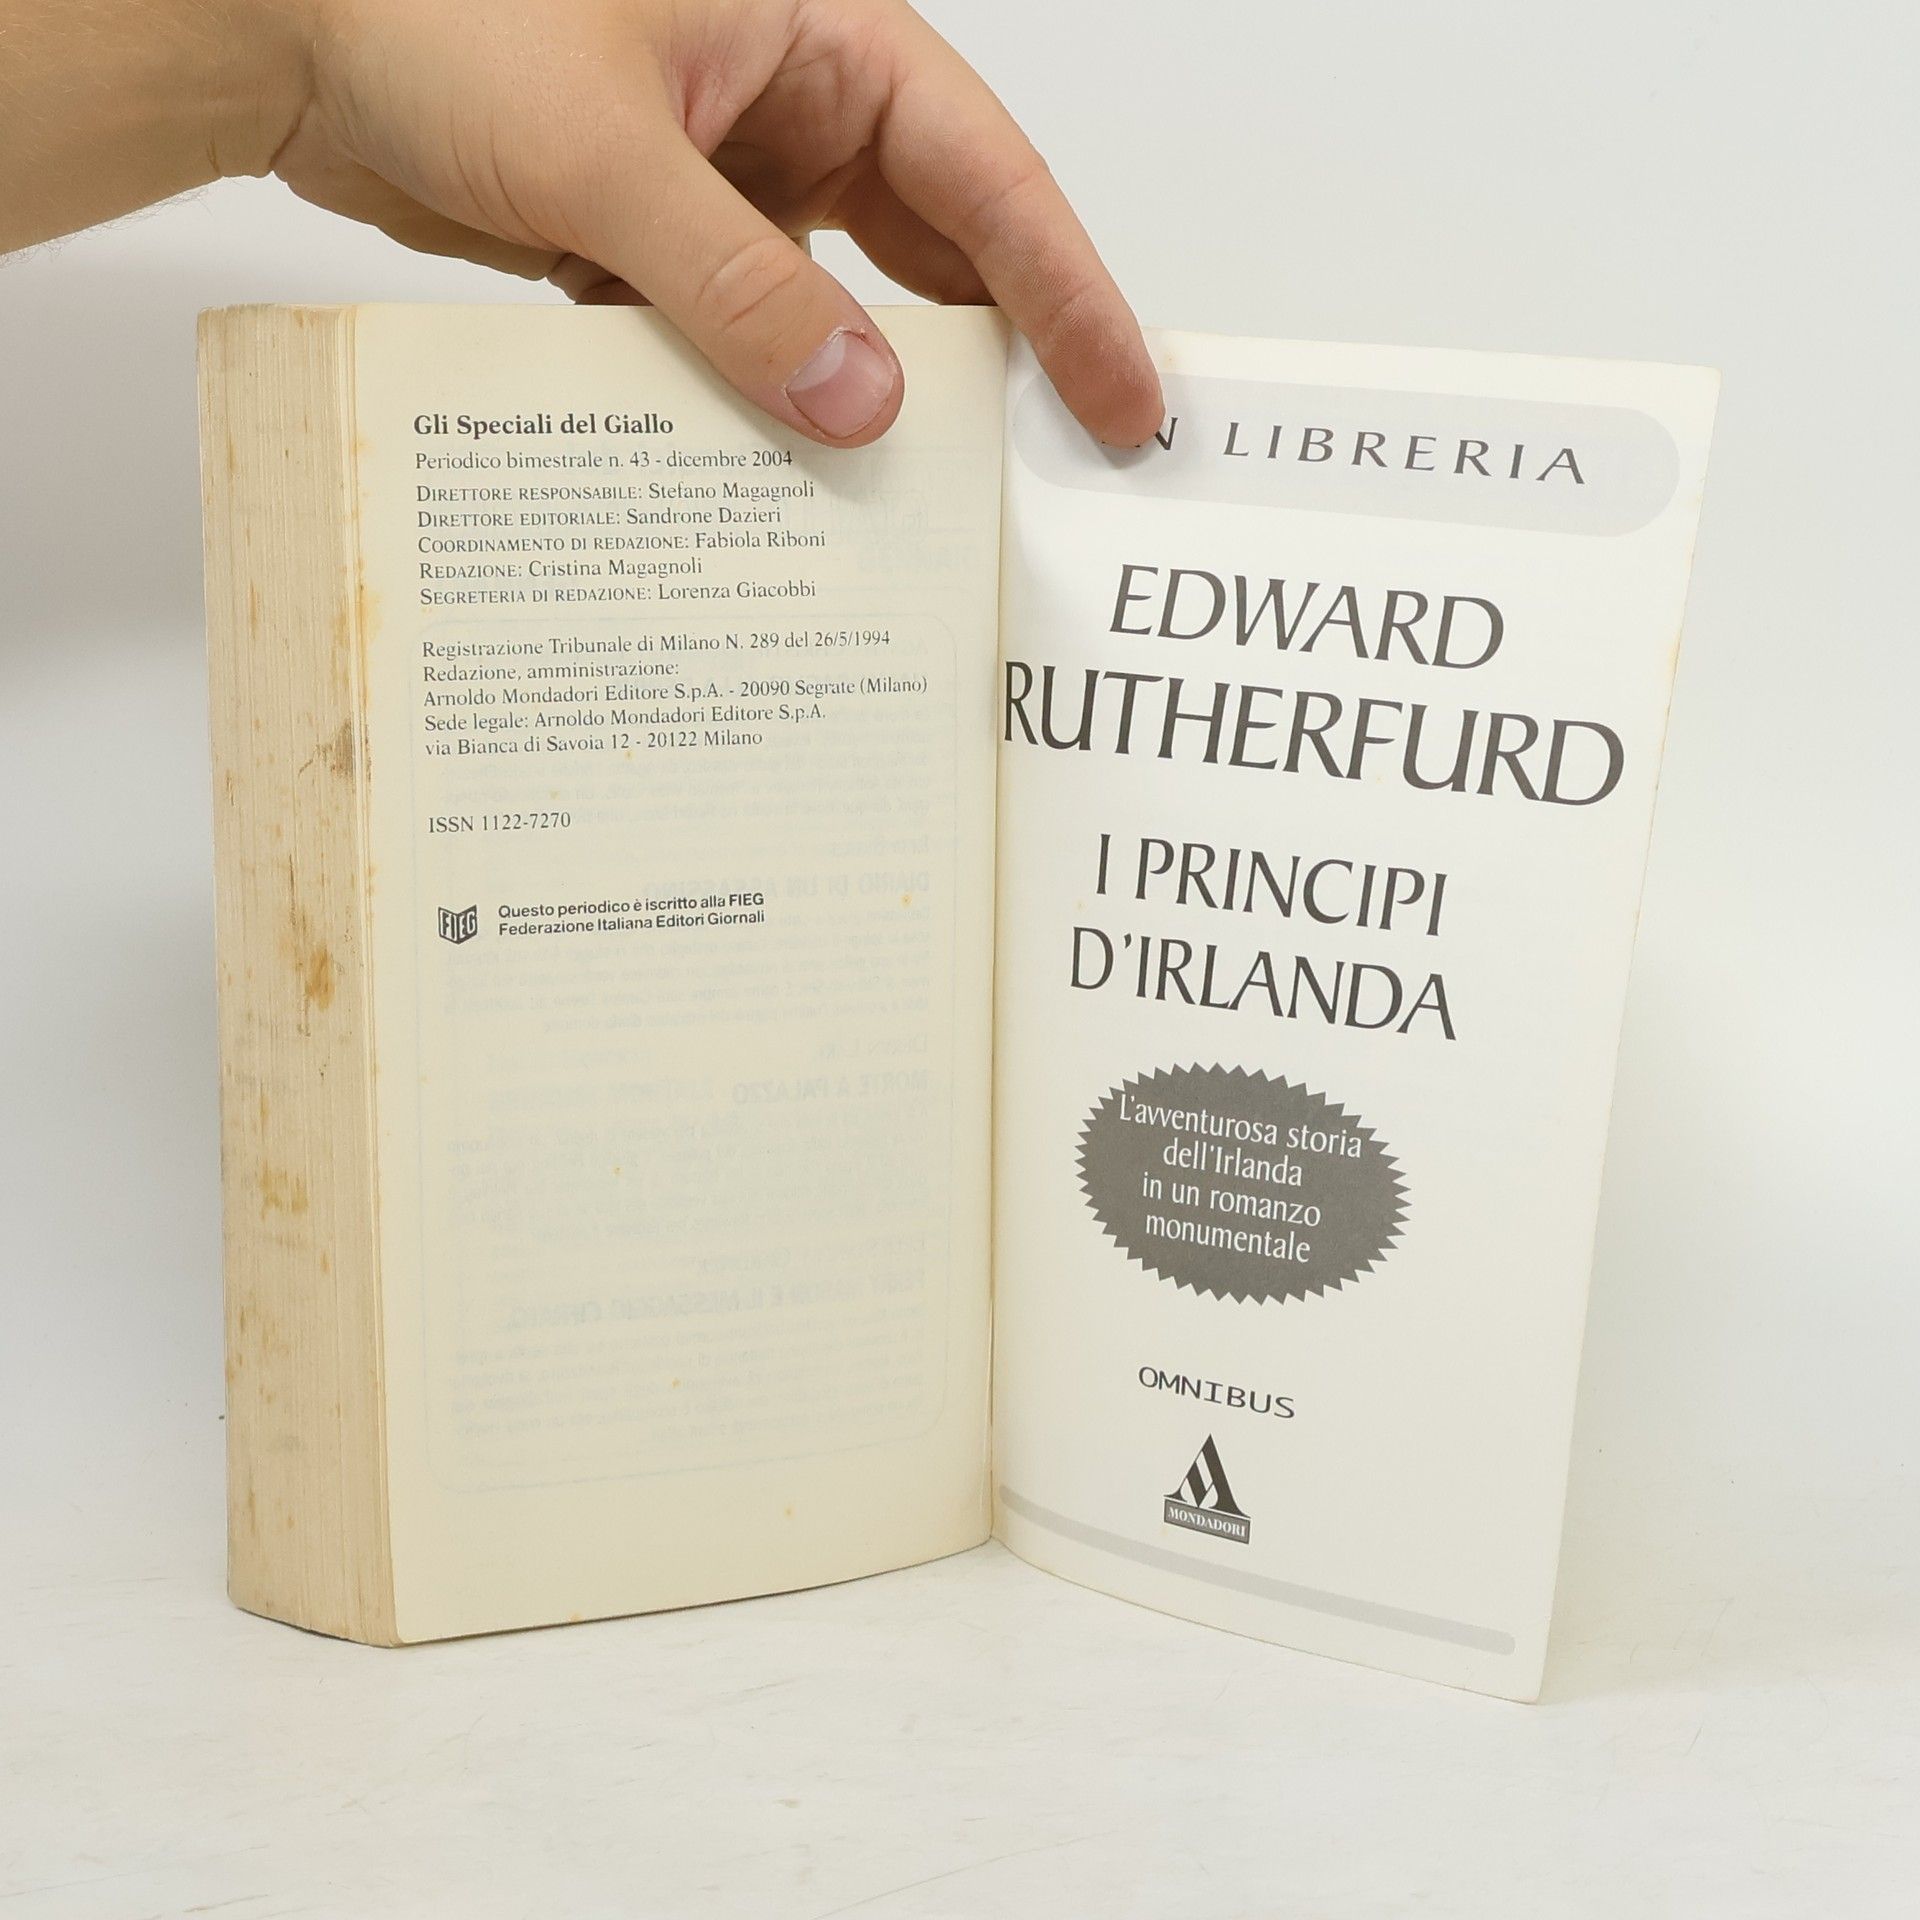 Gli Speciali del Giallo
Periodico bimestrale n. 43 - dicembre 2004
DIRETTORE RESPONSABILE: Stefano Magagnoli
DIRETTORE EDITORIALE: Sandrone Dazieri
COORDINAMENTO DI REDAZIONE: Fabiola Riboni
REDAZIONE: Cristina Magagnoli
SEGRETERIA DI REDAZIONE: Lorenza Giacobbi
Registrazione Tribunale di Milano N. 289 del 26/5/1994
Redazione, amministrazione:
Arnoldo Mondadori Editore S.p.A. - 20090 Segrate (Milano)
Sede legale: Arnoldo Mondadori Editore S.p.A.
via Bianca di Savoia 12 - 20122 Milano
ISSN 1122-7270
FIEG
Questo periodico è iscritto alla FIEG
Federazione Italiana Editori Giornali
LIBRERIA
EDWARD
RUTHERFURD
I PRINCIPI
D'IRLANDA
L'avventurosa storia
dell'Irlanda
in un romanzo
monumentale
OMNIBUS
MONDADORI